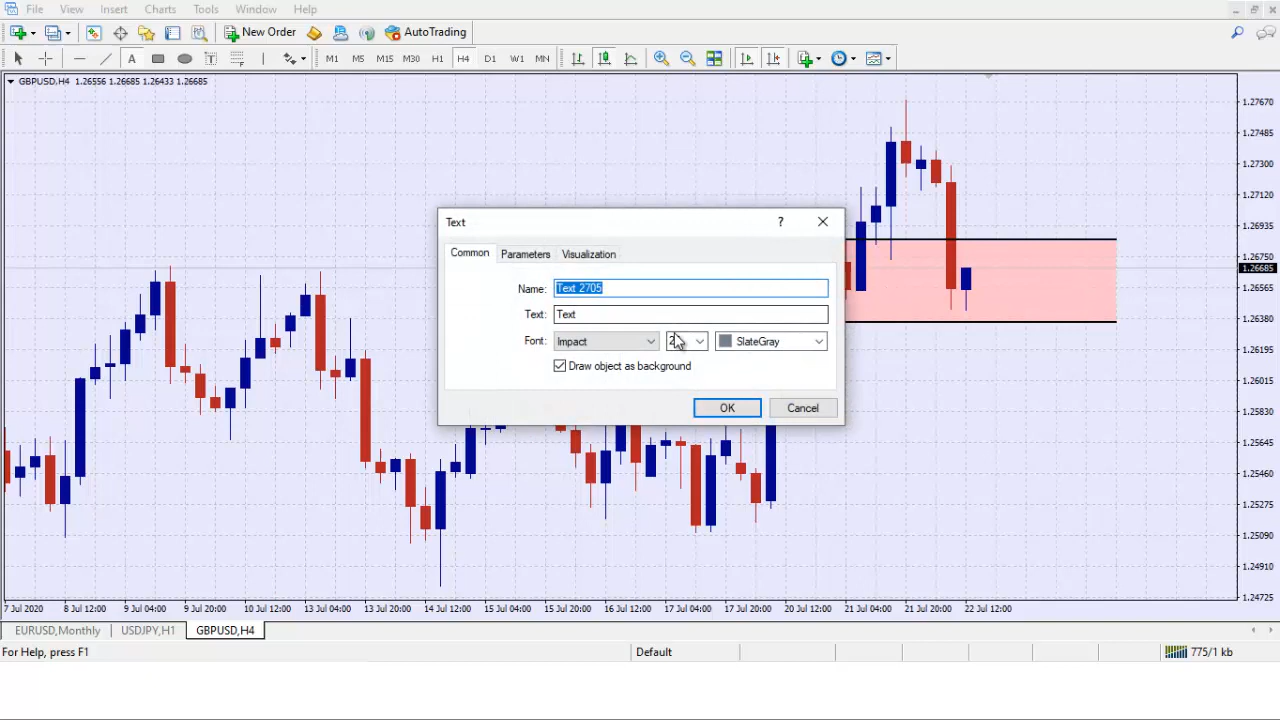 File View Insert Charts Tools Window Help
New Order AutoTrading
A T M1 M5 M15 M30 H1 H4 D1 W1 MN
GBPUSD,H4 1.26556 1.26685 1.26433 1.26685
Text ?
Common Parameters Visualization
Name: Text 2705
Text: Text
Font: Impact SlateGray
Draw object as background
OK Cancel
1.27670
1.27485
1.27300
1.27120
1.26935
1.26750
1.26685
1.26565
1.26380
1.26195
1.26015
1.25830
1.25645
1.25460
1.25275
1.25090
1.24910
1.24725
7 Jul 2020 8 Jul 12:00 9 Jul 04:00 9 Jul 20:00 10 Jul 12:00 13 Jul 04:00 13 Jul 20:00 14 Jul 12:00 15 Jul 04:00 15 Jul 20:00 16 Jul 12:00 17 Jul 04:00 17 Jul 20:00 20 Jul 12:00 21 Jul 04:00 21 Jul 20:00 22 Jul 12:00
EURUSD,Monthly USDJPY,H1 GBPUSD,H4
For Help, press F1 Default 775/1 kb